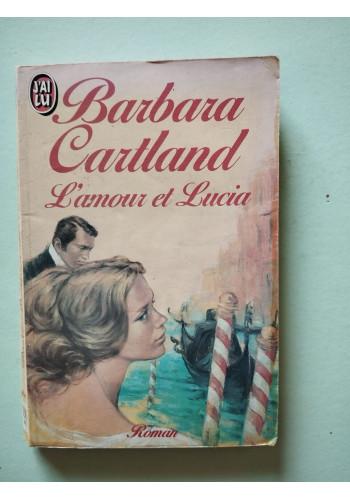 J'AI
LU
Barbara
Cartland
L'amour et Lucia
Roman